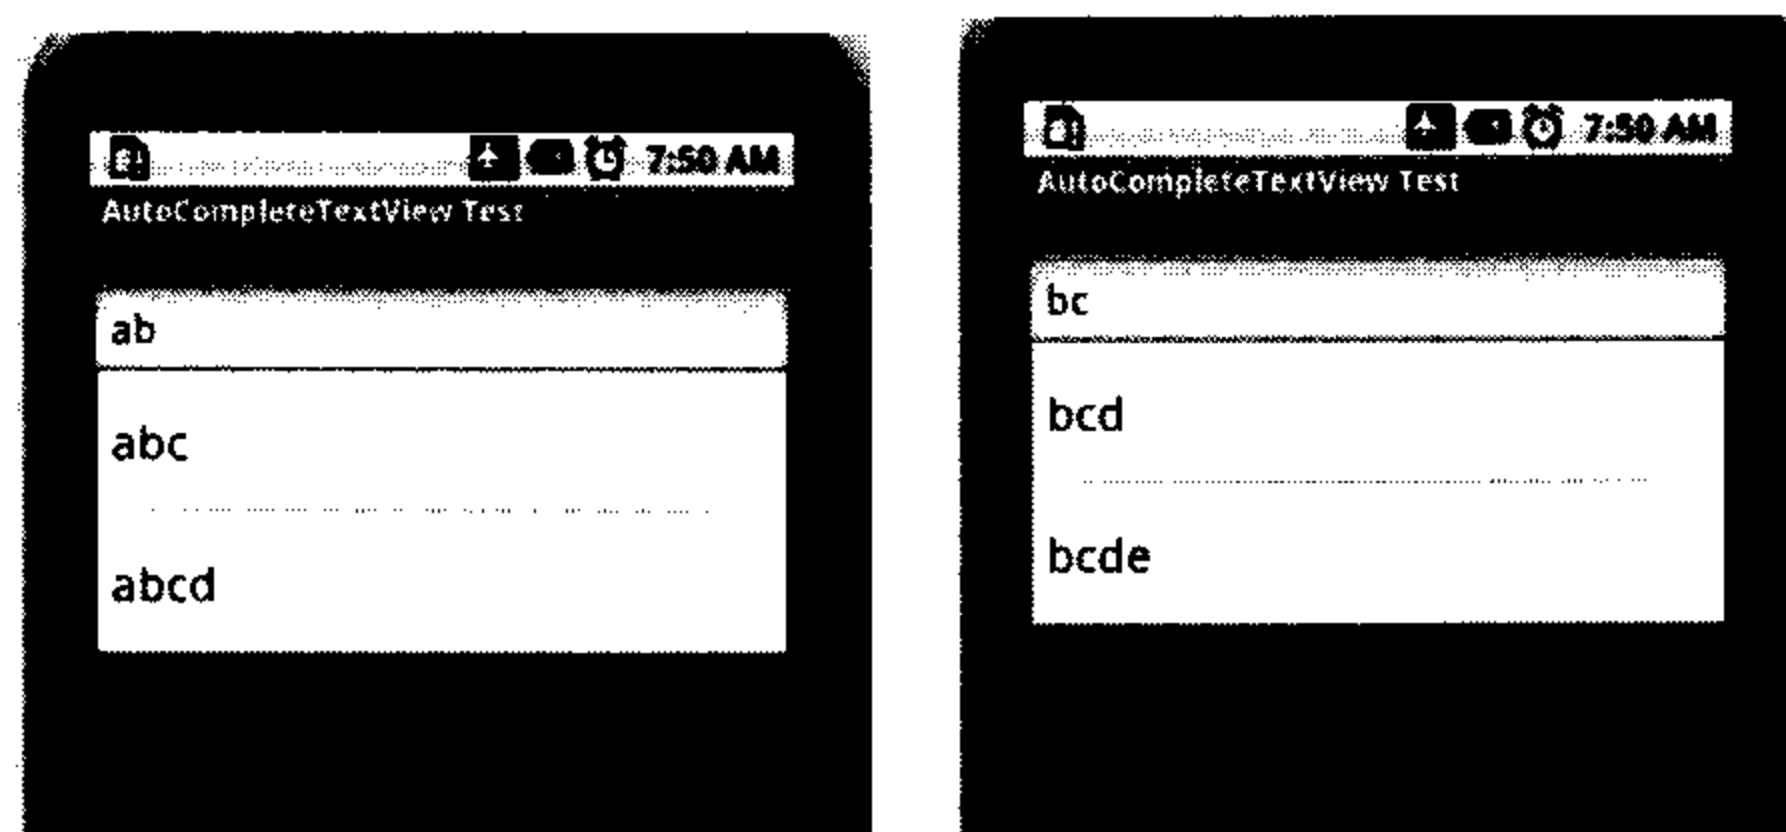 7:50 AM
AutoCompleteTextView Test
ab
abc
abcd
7:50 AM
AutoCompleteTextView Test
bc
bcd
bcde